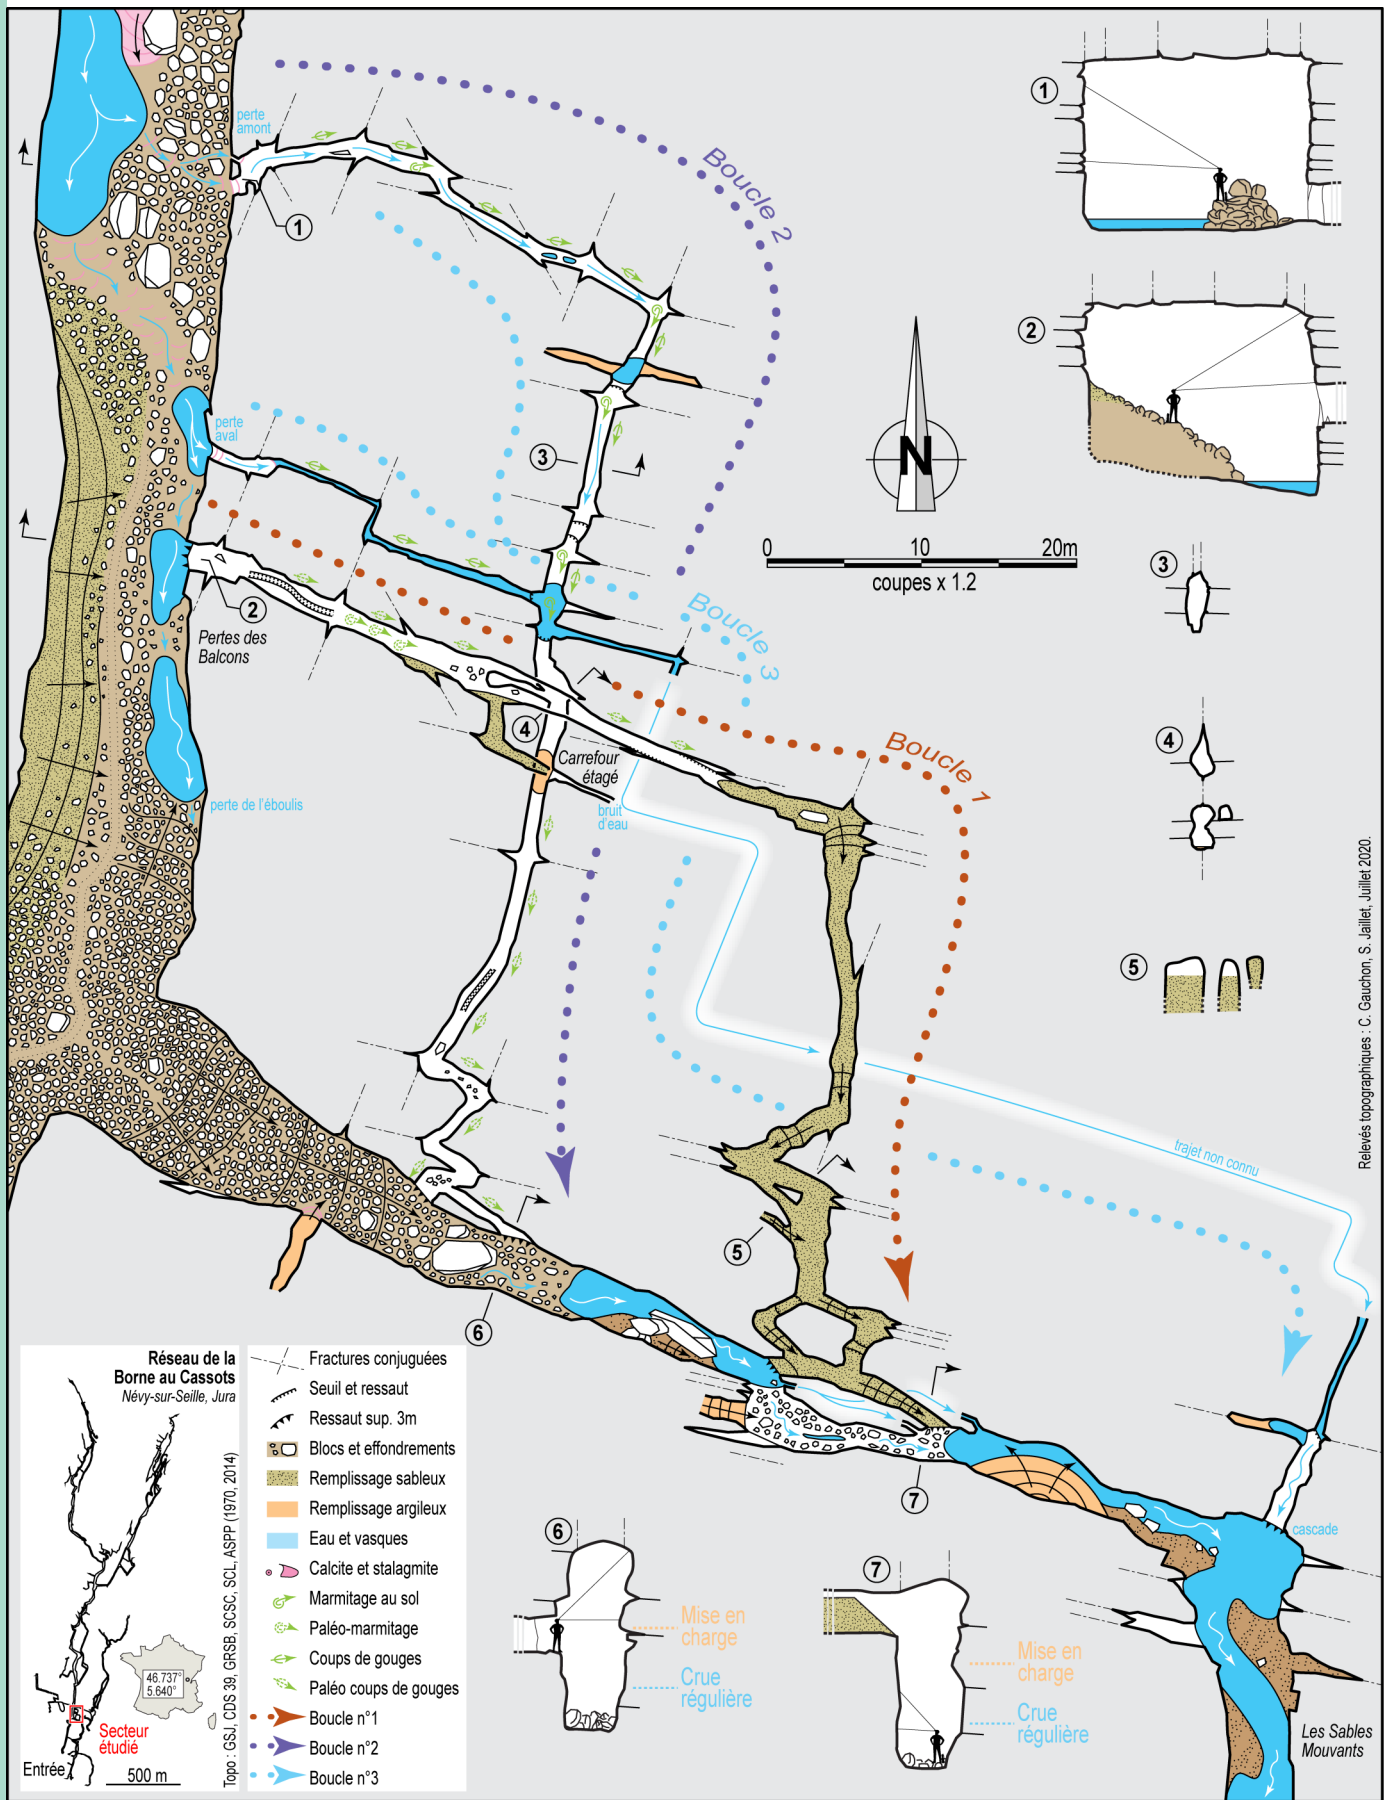 perte
amont
1
Boucle 2
1
2
perte
aval
3
N
0
10
20m
coupes x 1.2
3
2
Pertes des
Balcons
Boucle 3
4
4
Carrefour
étagé
Boucle 1
bruit
d'eau
perte de l'éboulis
5
Relevés topographiques : C. Gauchon, S. Jaillet, Juillet 2020.
trajet non connu
5
6
7
cascade
Les Sables
Mouvants
Réseau de la
Borne au Cassots
Névy-sur-Seille, Jura
46.737°
5.640°
Secteur
étudié
Entrée
500 m
Topo : GSJ, CDS 39, GRSB, SCSC, SCL, ASPP (1970, 2014)
Fractures conjuguées
Seuil et ressaut
Ressaut sup. 3m
Blocs et effondrements
Remplissage sableux
Remplissage argileux
Eau et vasques
Calcite et stalagmite
Marmitage au sol
Paléo-marmitage
Coups de gouges
Paléo coups de gouges
Boucle n°1
Boucle n°2
Boucle n°3
6
Mise en
charge
Crue
régulière
7
Mise en
charge
Crue
régulière